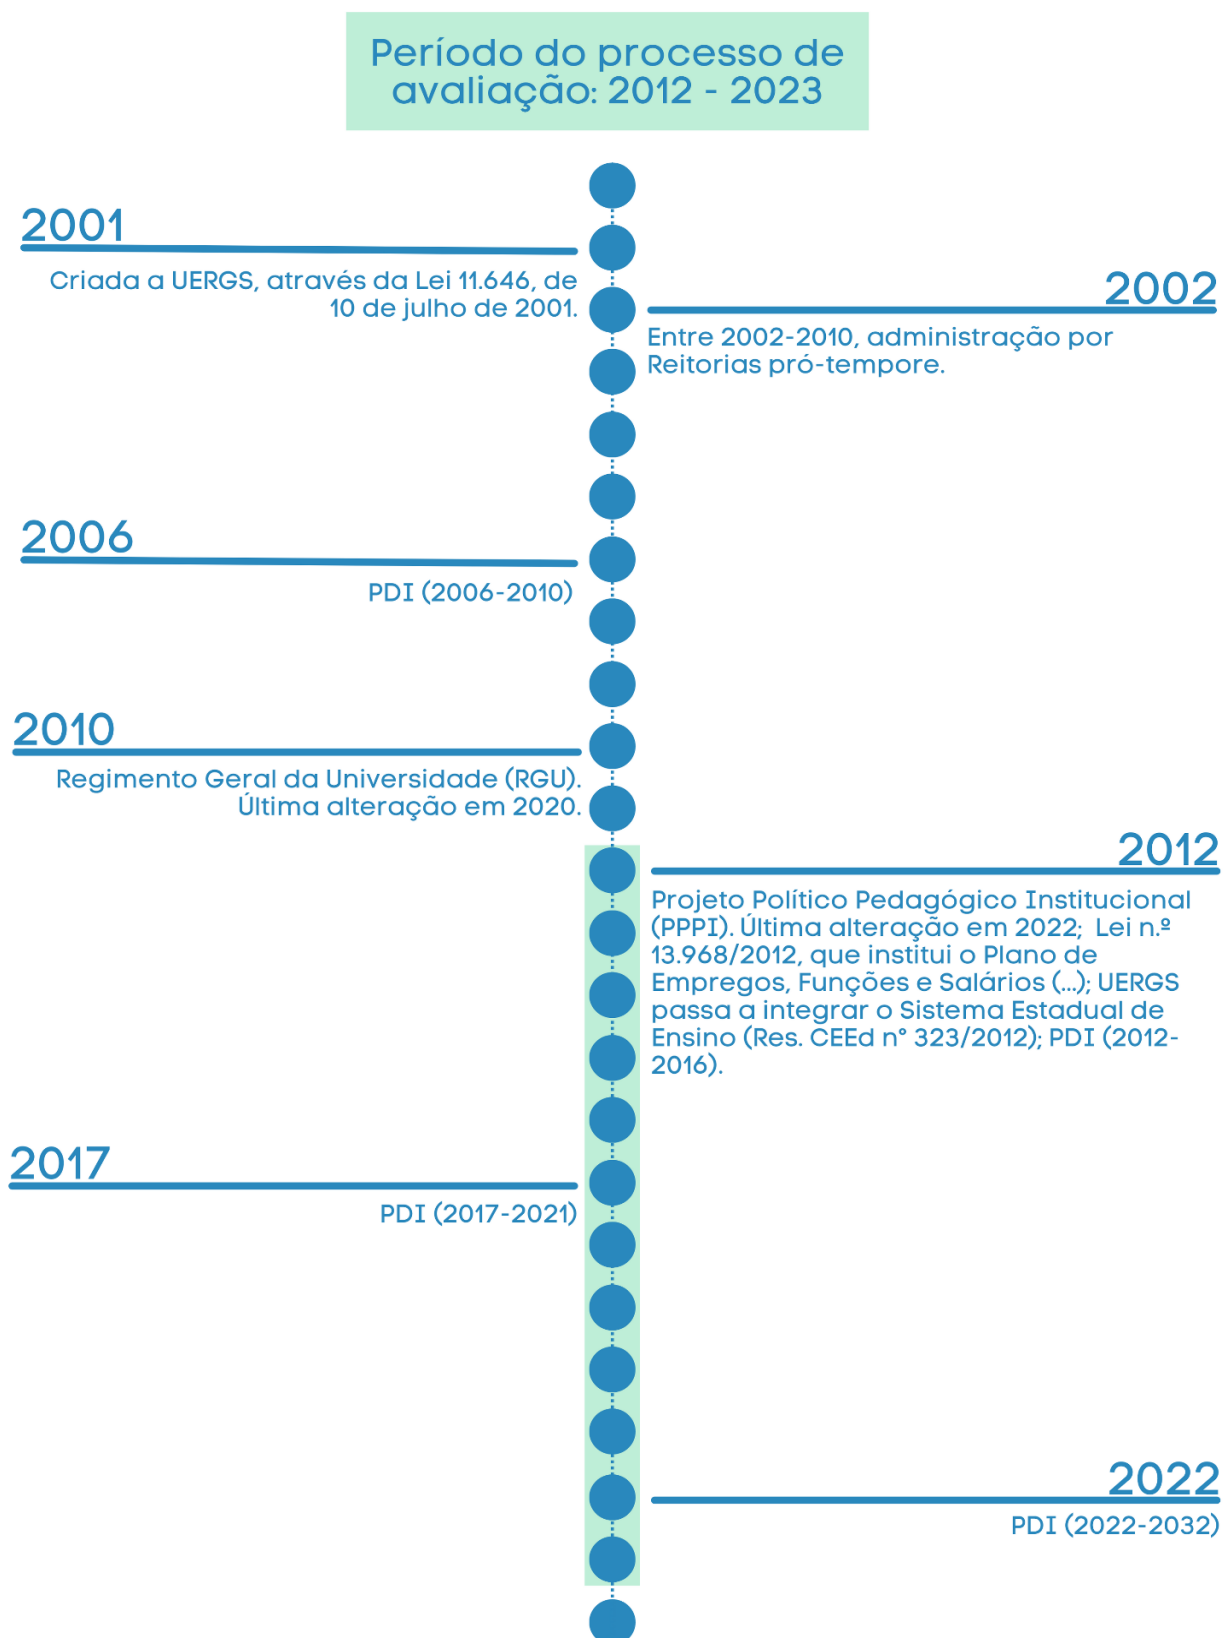 Período do processo de
avaliação: 2012 - 2023
2001
Criada a UERGS, através da Lei 11.646, de
10 de julho de 2001.
2002
Entre 2002-2010, administração por
Reitorias pró-tempore.
2006
PDI (2006-2010)
2010
Regimento Geral da Universidade (RGU).
Última alteração em 2020.
2012
Projeto Político Pedagógico Institucional
(PPPI). Última alteração em 2022; Lei n.º
13.968/2012, que institui o Plano de
Empregos, Funções e Salários (...); UERGS
passa a integrar o Sistema Estadual de
Ensino (Res. CEEd n° 323/2012); PDI (2012-
2016).
2017
PDI (2017-2021)
2022
PDI (2022-2032)